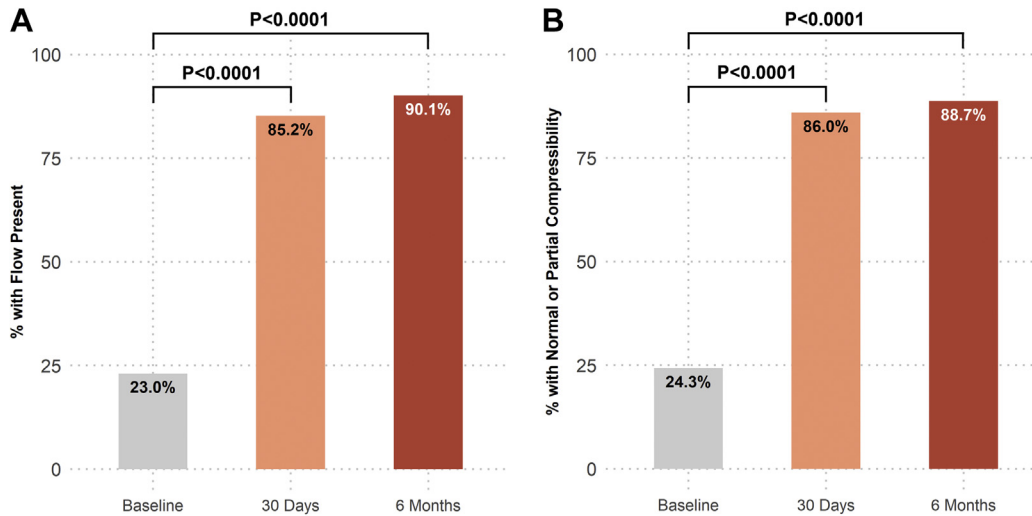 A
P<0.0001
P<0.0001
100
75
50
25
0
% with Flow Present
23.0%
85.2%
90.1%
Baseline
30 Days
6 Months
B
P<0.0001
P<0.0001
100
75
50
25
0
% with Normal or Partial Compressibility
24.3%
86.0%
88.7%
Baseline
30 Days
6 Months